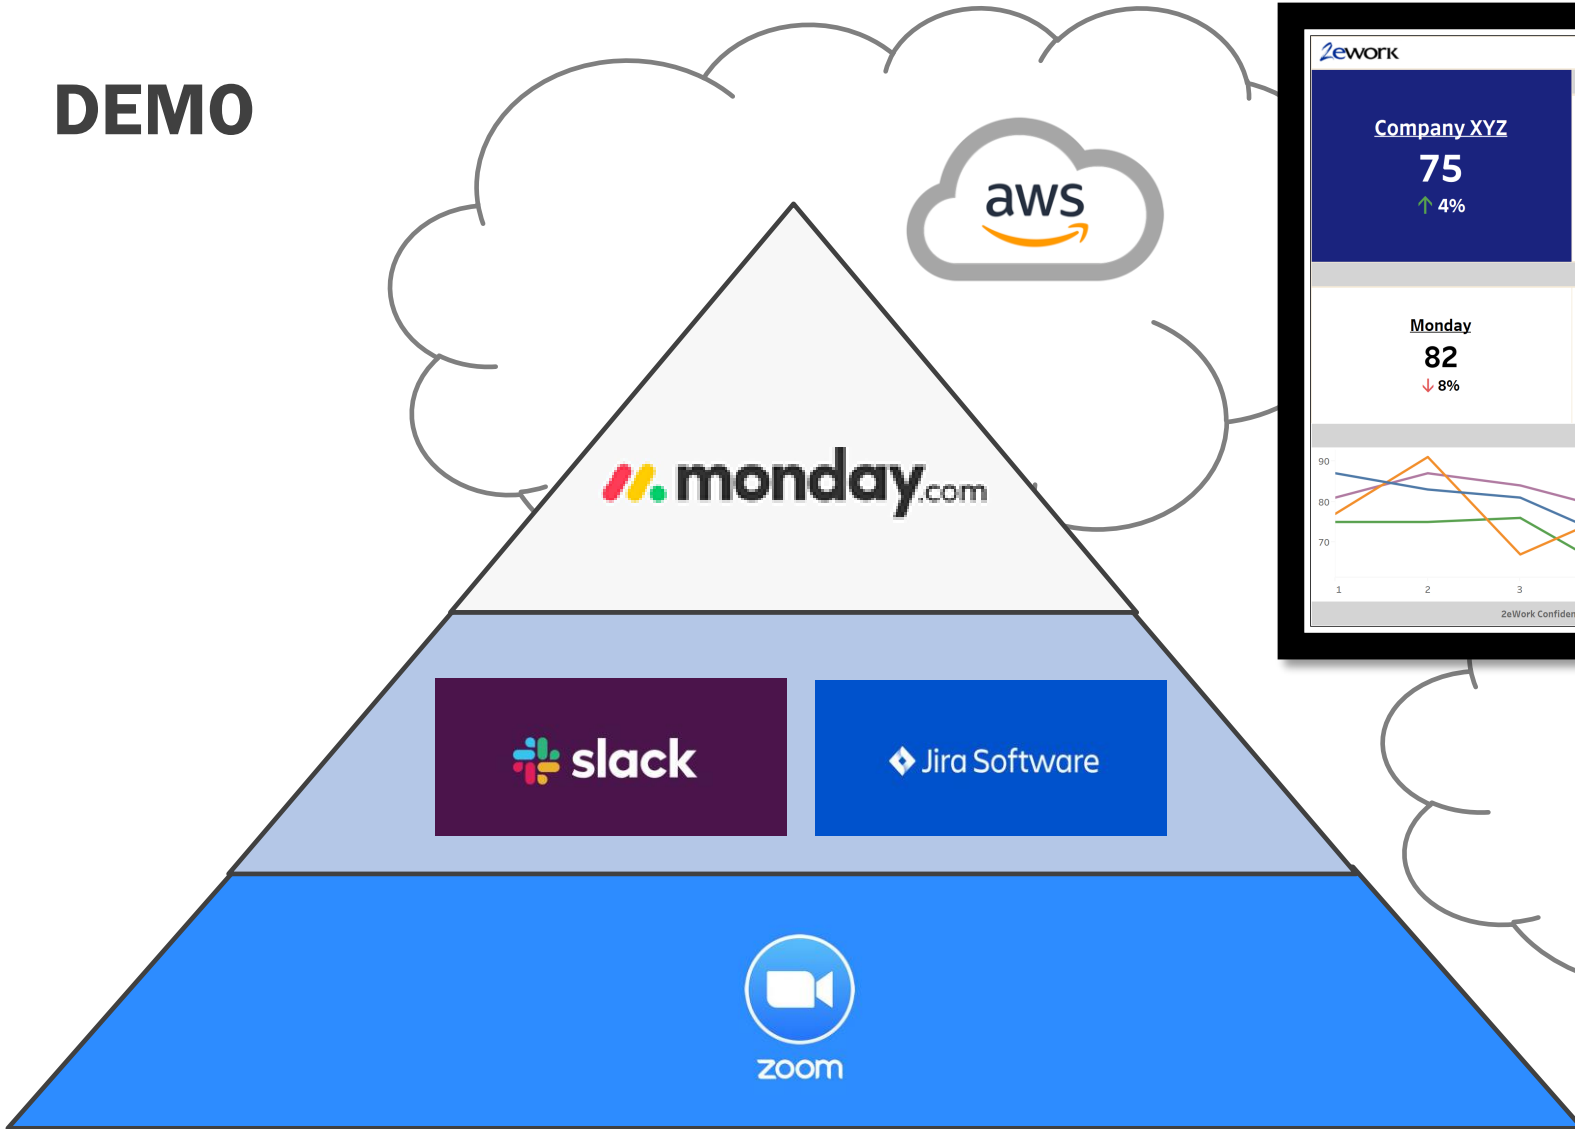 DEMO
aws
monday.com
slack
Jira Software
zoom
2ework
Company XYZ
75
↑ 4%
Monday
82
↓ 8%
90
80
70
1 2 3